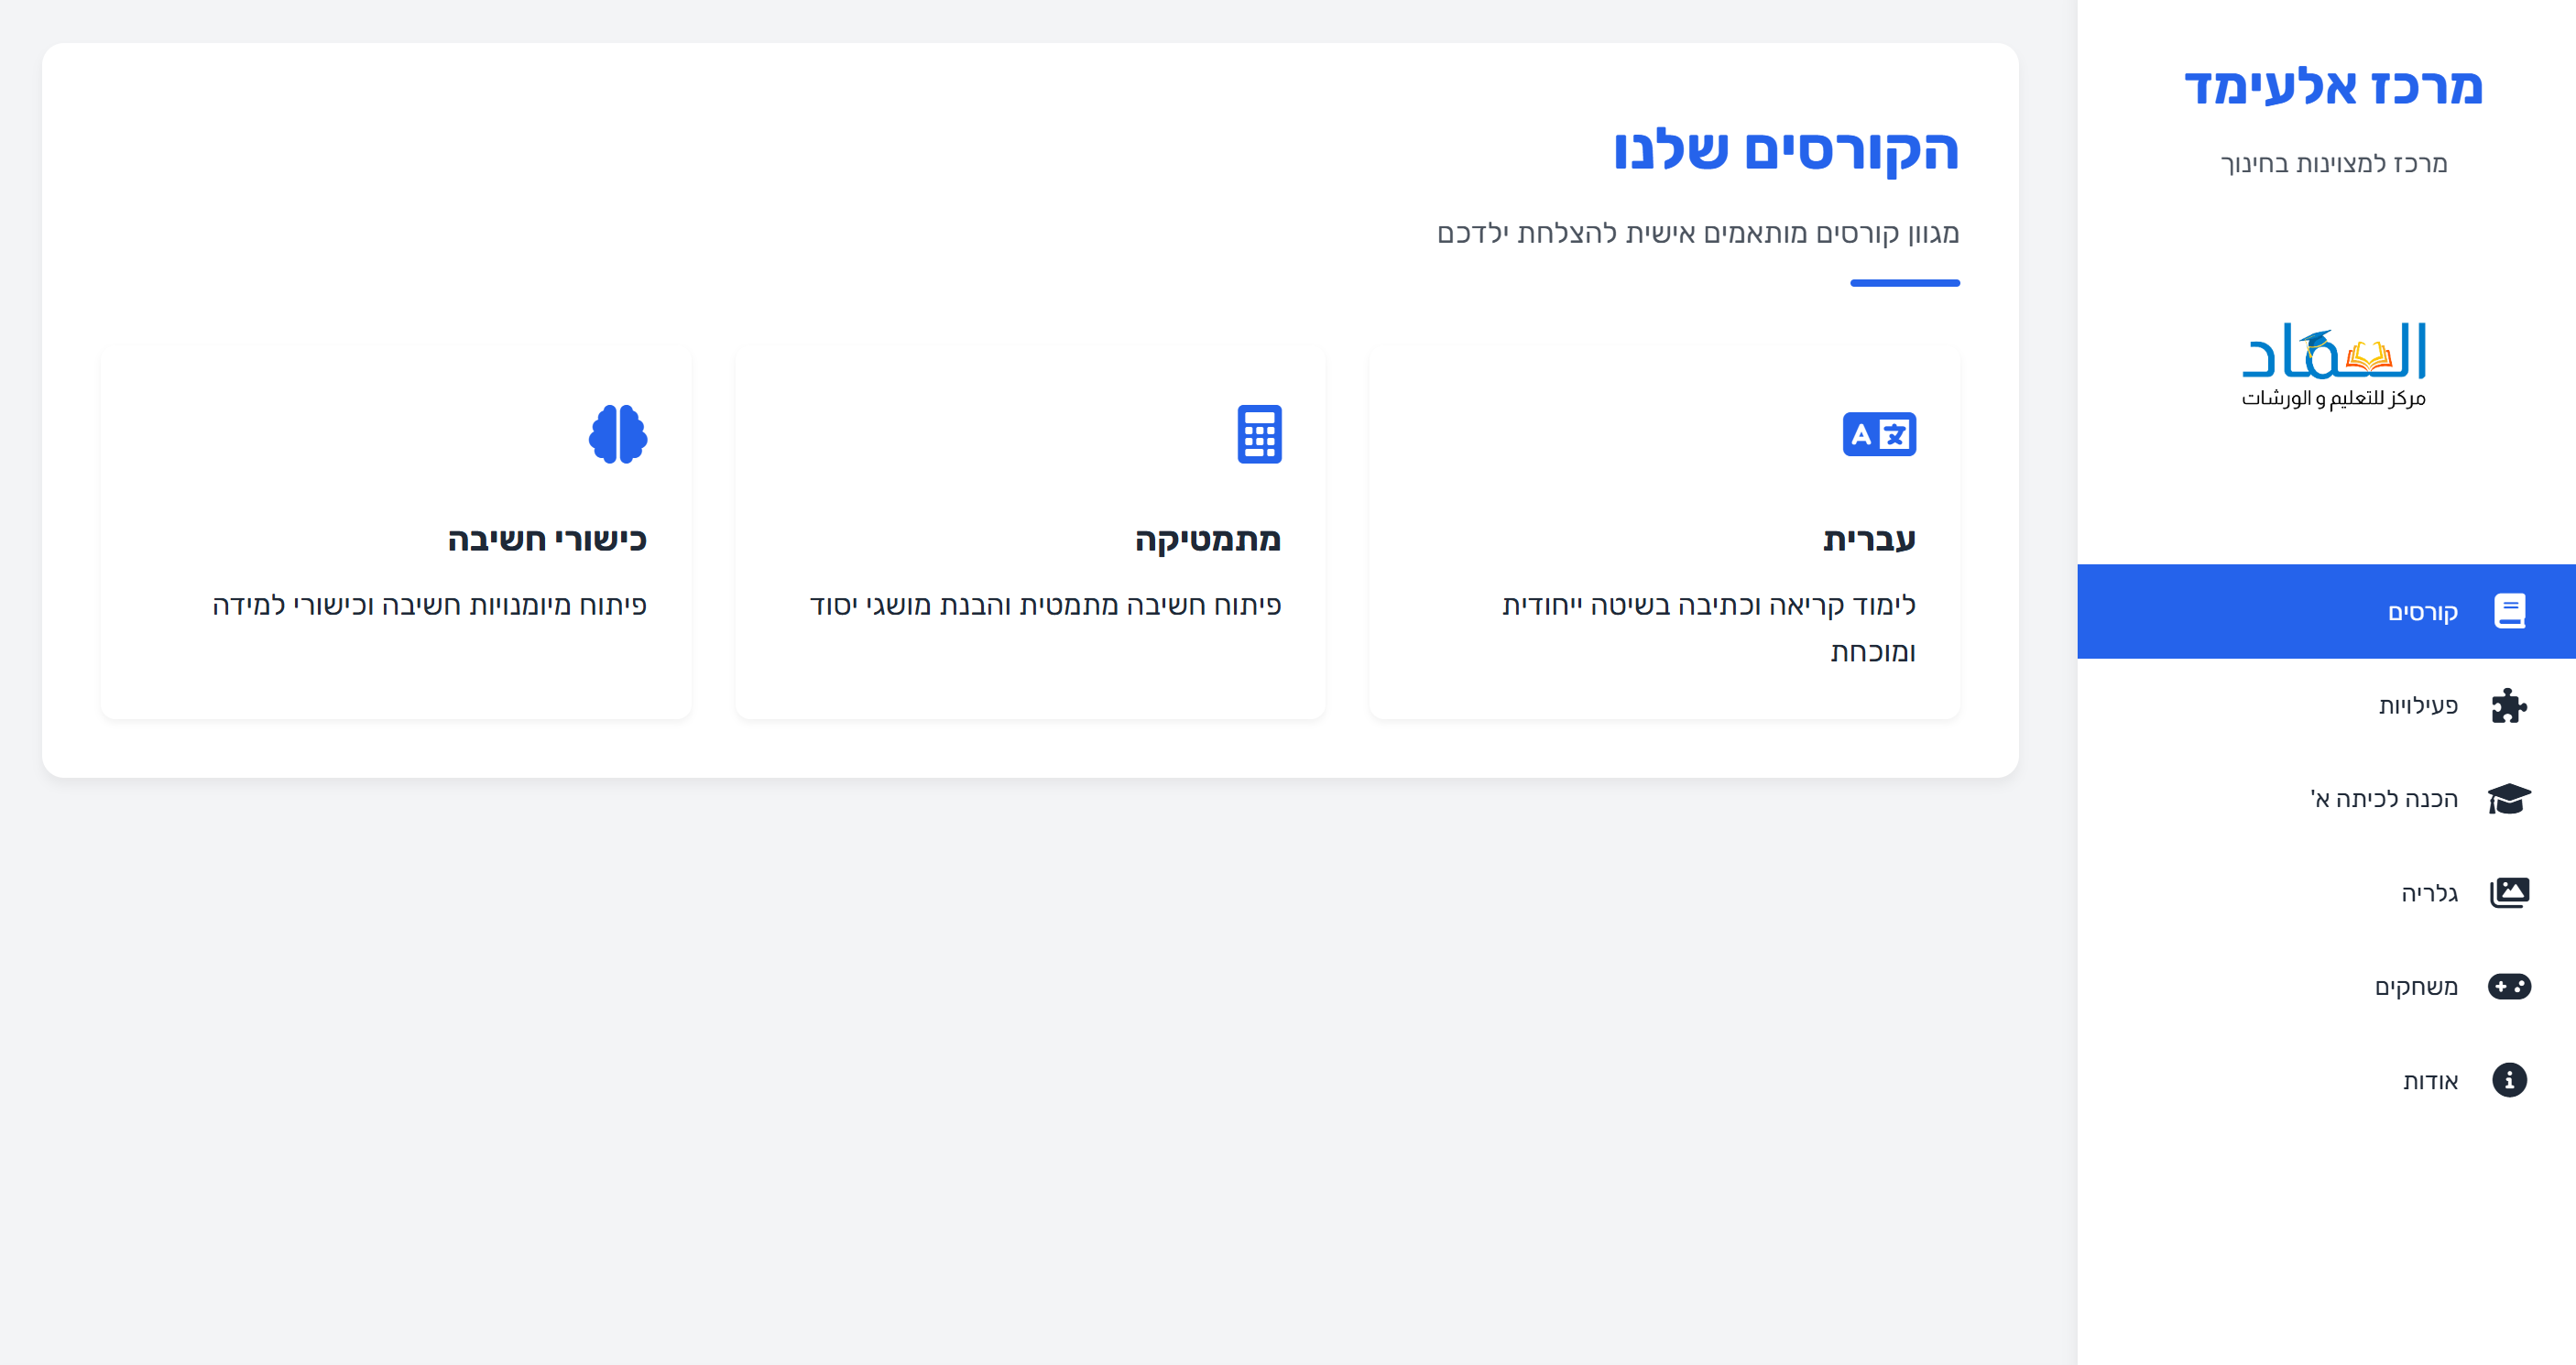 מרכז אלעימד
מרכז למצוינות בחינוך
العماد
مركز للتعليم و الورشات
קורסים
פעילויות
הכנה לכיתה א'
גלריה
משחקים
אודות
הקורסים שלנו
מגוון קורסים מותאמים אישית להצלחת ילדכם
עברית
לימוד קריאה וכתיבה בשיטה ייחודית
ומוכחת
מתמטיקה
פיתוח חשיבה מתמטית והבנת מושגי יסוד
כישורי חשיבה
פיתוח מיומנויות חשיבה וכישורי למידה